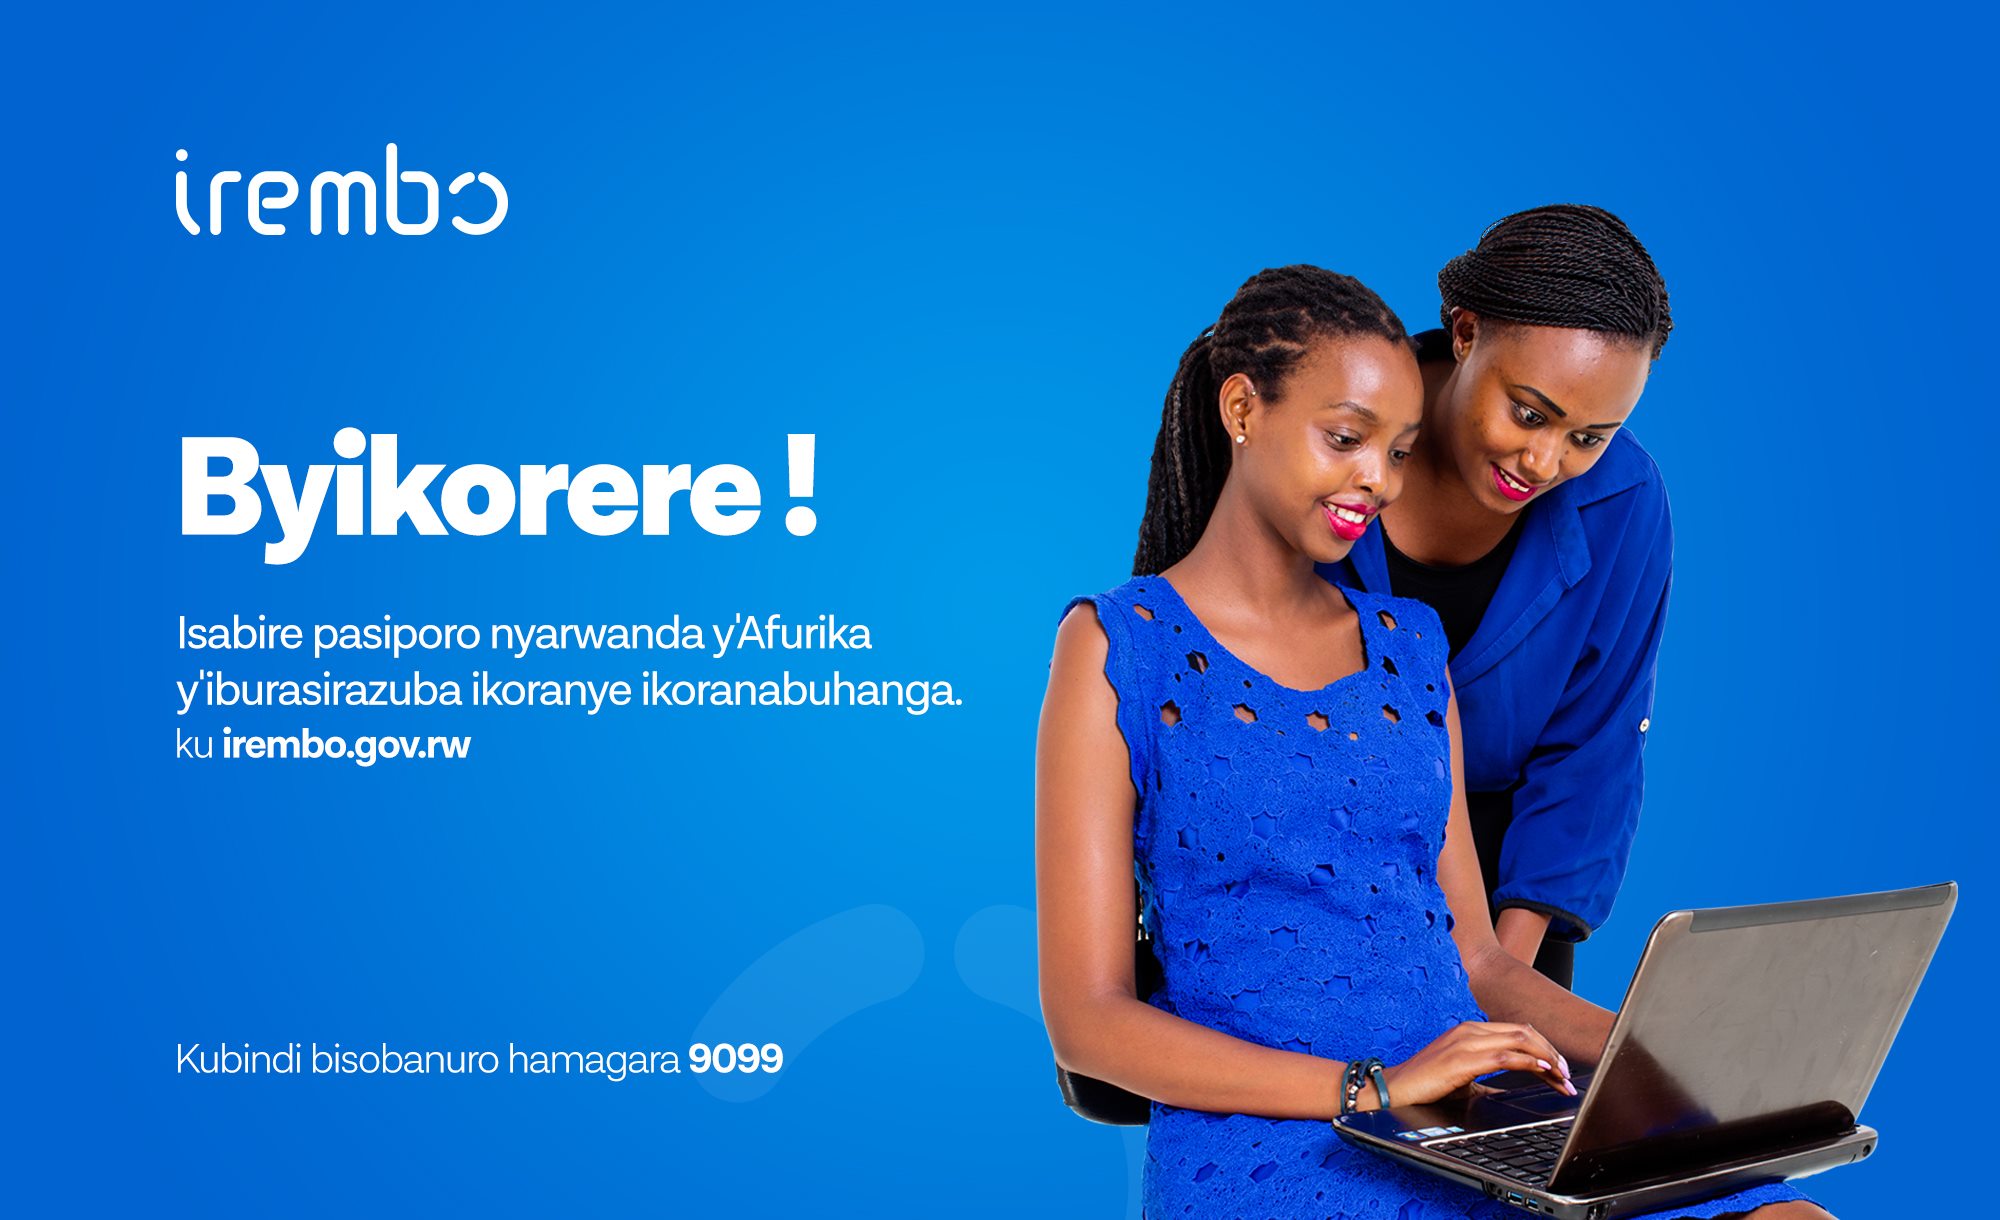 irembo
Byikorere !
Isabire pasiporo nyarwanda y'Afurika
y'iburasirazuba ikoranye ikoranabuhanga.
ku irembo.gov.rw
Kubindi bisobanuro hamagara 9099